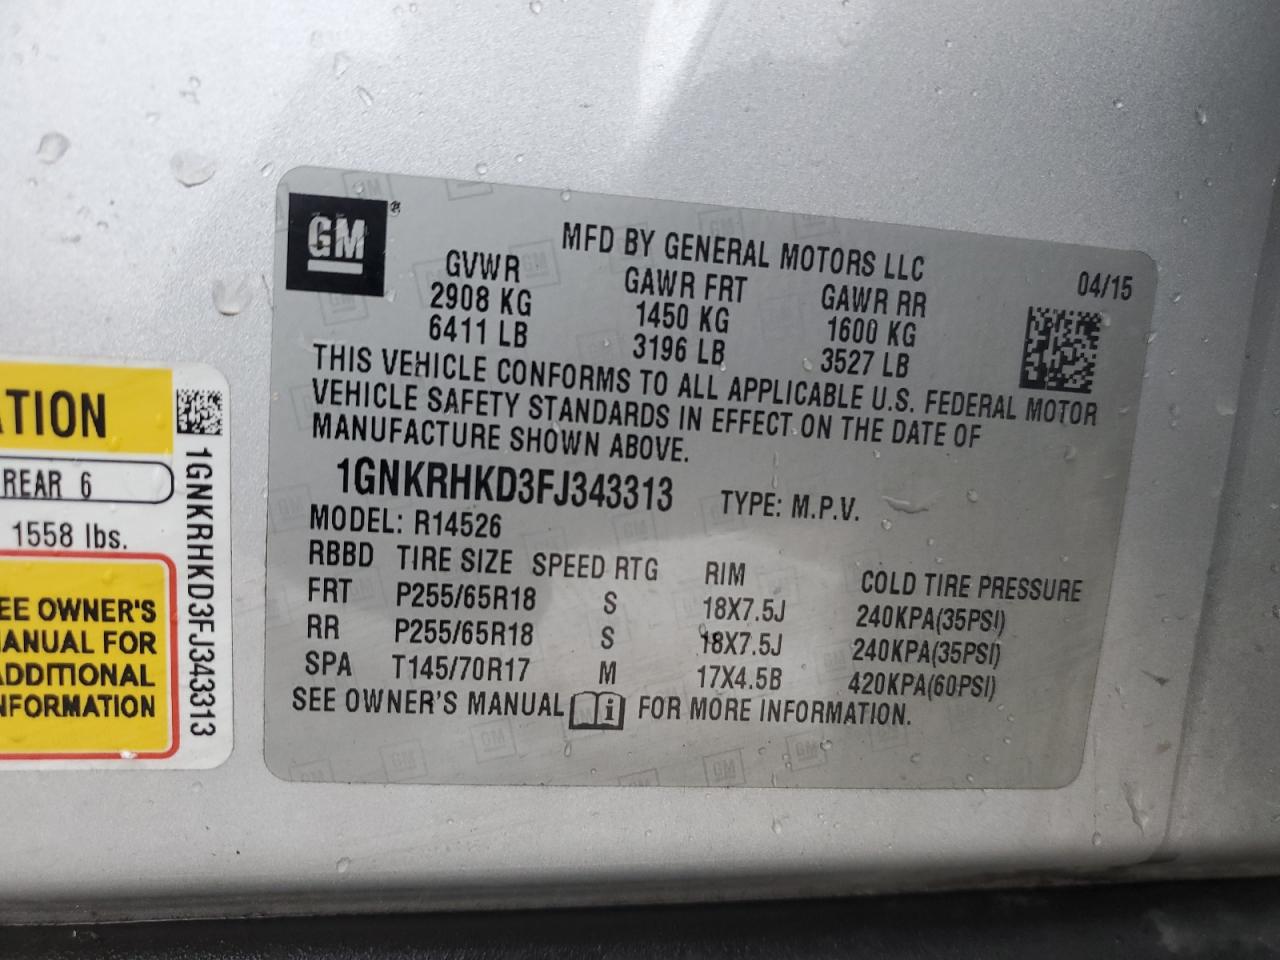 GM
MFD BY GENERAL MOTORS LLC
04/15
GVWR GAWR FRT GAWR RR
2908 KG 1450 KG 1600 KG
6411 LB 3196 LB 3527 LB
THIS VEHICLE CONFORMS TO ALL APPLICABLE U.S. FEDERAL MOTOR
VEHICLE SAFETY STANDARDS IN EFFECT ON THE DATE OF
MANUFACTURE SHOWN ABOVE.
1GNKRHKD3FJ343313 TYPE: M.P.V.
MODEL: R14526
RBBD TIRE SIZE SPEED RTG RIM COLD TIRE PRESSURE
FRT P255/65R18 S 18X7.5J 240KPA(35PSI)
RR P255/65R18 S 18X7.5J 240KPA(35PSI)
SPA T145/70R17 M 17X4.5B 420KPA(60PSI)
SEE OWNER'S MANUAL i FOR MORE INFORMATION.
ATION
REAR 6
1558 lbs.
EE OWNER'S
ANUAL FOR
ADDITIONAL
NFORMATION
1GNKRHKD3FJ343313